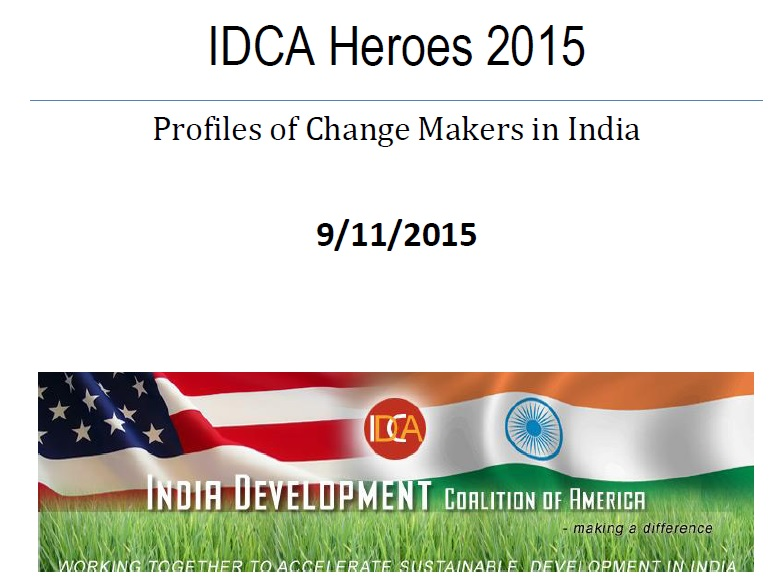 IDCA Heroes 2015
Profiles of Change Makers in India
9/11/2015
IDCA
INDIA DEVELOPMENT COALITION OF AMERICA
- making a difference
WORKING TOGETHER TO ACCELERATE SUSTAINABLE DEVELOPMENT IN INDIA